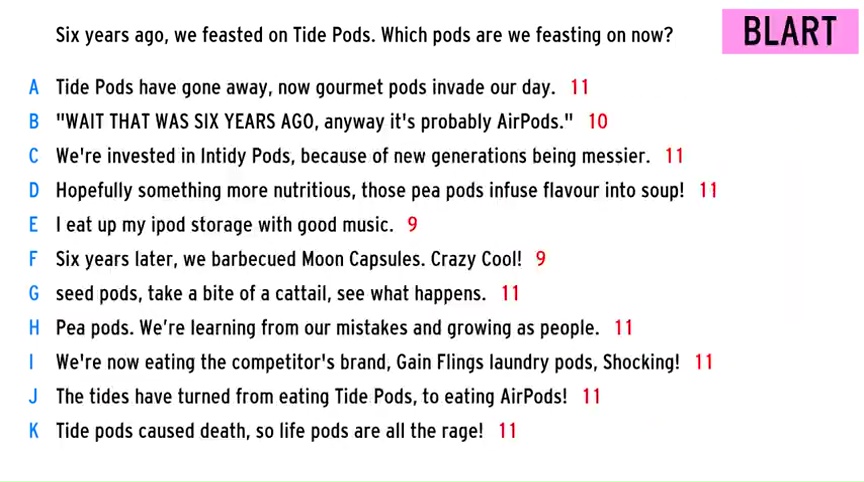 Six years ago, we feasted on Tide Pods. Which pods are we feasting on now?
BLART
A Tide Pods have gone away, now gourmet pods invade our day. 11
B "WAIT THAT WAS SIX YEARS AGO, anyway it's probably AirPods." 10
C We're invested in Intidy Pods, because of new generations being messier. 11
D Hopefully something more nutritious, those pea pods infuse flavour into soup! 11
E I eat up my ipod storage with good music. 9
F Six years later, we barbecued Moon Capsules. Crazy Cool! 9
G seed pods, take a bite of a cattail, see what happens. 11
H Pea pods. We’re learning from our mistakes and growing as people. 11
I We're now eating the competitor's brand, Gain Flings laundry pods, Shocking! 11
J The tides have turned from eating Tide Pods, to eating AirPods! 11
K Tide pods caused death, so life pods are all the rage! 11